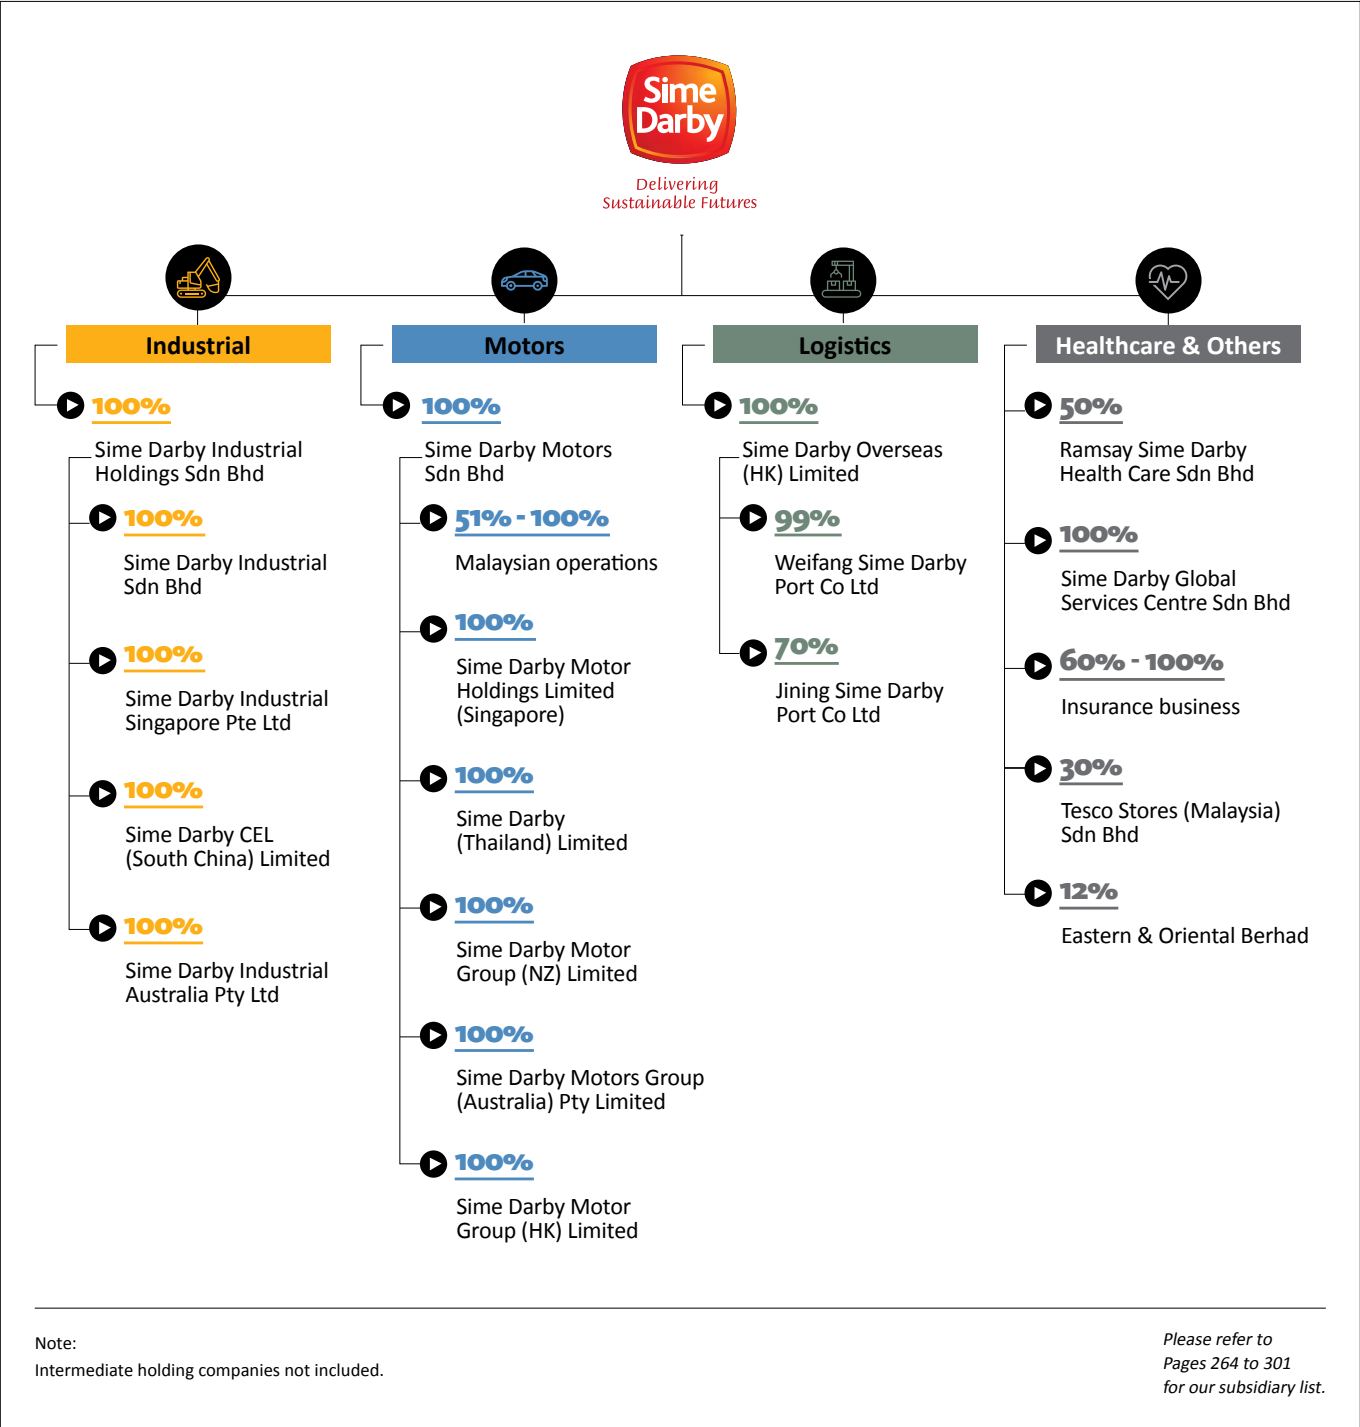 Sime
Darby
Delivering
Sustainable Futures
Industrial
100%
Sime Darby Industrial
Holdings Sdn Bhd
100%
Sime Darby Industrial
Sdn Bhd
100%
Sime Darby Industrial
Singapore Pte Ltd
100%
Sime Darby CEL
(South China) Limited
100%
Sime Darby Industrial
Australia Pty Ltd
Motors
100%
Sime Darby Motors
Sdn Bhd
51% - 100%
Malaysian operations
100%
Sime Darby Motor
Holdings Limited
(Singapore)
100%
Sime Darby
(Thailand) Limited
100%
Sime Darby Motor
Group (NZ) Limited
100%
Sime Darby Motors Group
(Australia) Pty Limited
100%
Sime Darby Motor
Group (HK) Limited
Logistics
100%
Sime Darby Overseas
(HK) Limited
99%
Weifang Sime Darby
Port Co Ltd
70%
Jining Sime Darby
Port Co Ltd
Healthcare & Others
50%
Ramsay Sime Darby
Health Care Sdn Bhd
100%
Sime Darby Global
Services Centre Sdn Bhd
60% - 100%
Insurance business
30%
Tesco Stores (Malaysia)
Sdn Bhd
12%
Eastern & Oriental Berhad
Note:
Intermediate holding companies not included.
Please refer to
Pages 264 to 301
for our subsidiary list.